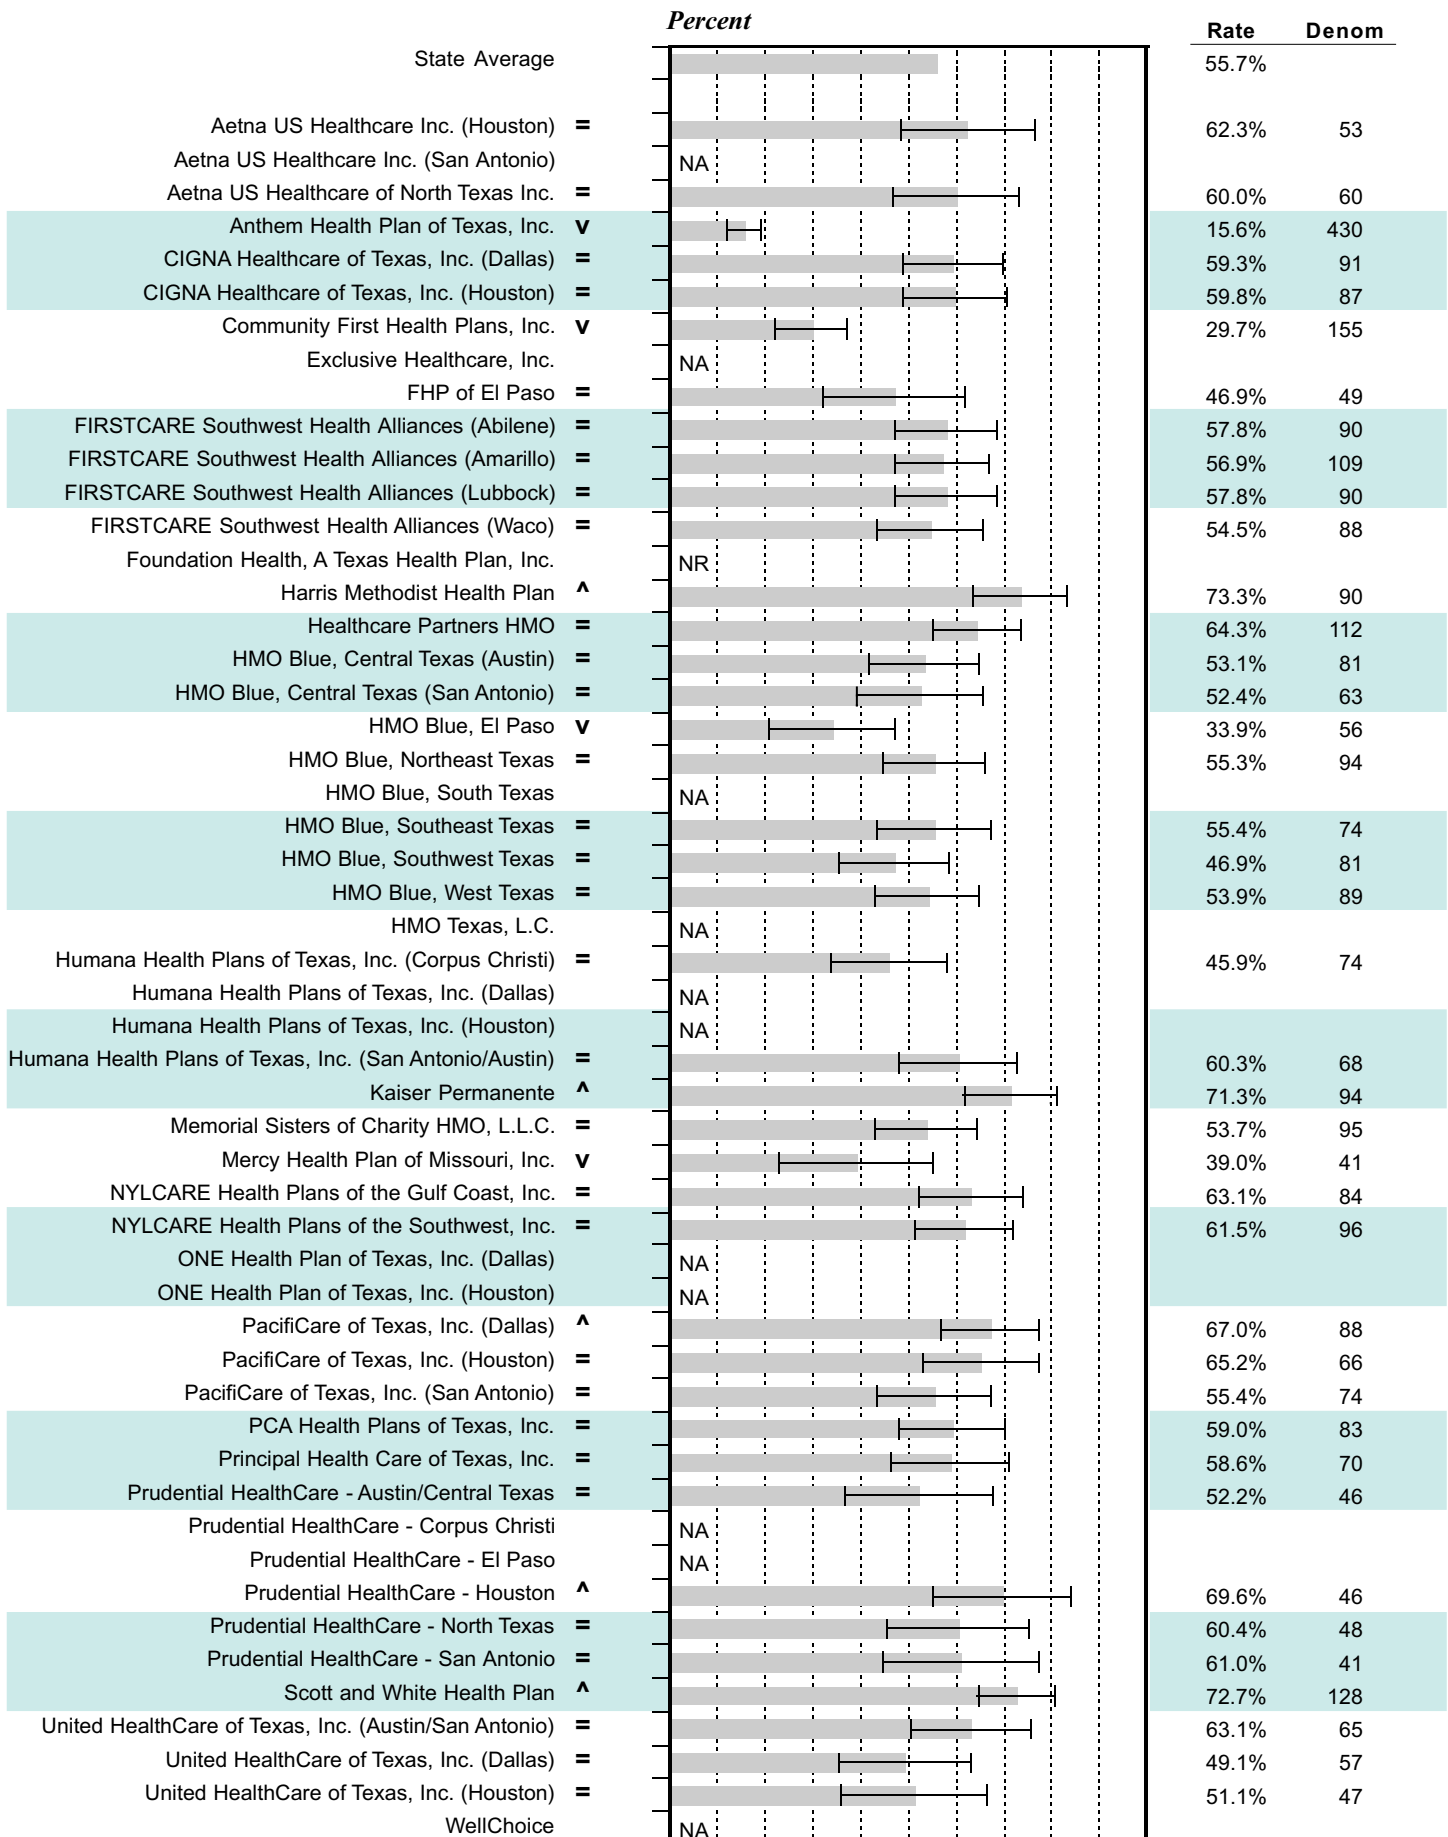 Percent
Rate Denom
State Average 55.7%
Aetna US Healthcare Inc. (Houston) = 62.3% 53
Aetna US Healthcare Inc. (San Antonio) NA
Aetna US Healthcare of North Texas Inc. = 60.0% 60
Anthem Health Plan of Texas, Inc. v 15.6% 430
CIGNA Healthcare of Texas, Inc. (Dallas) = 59.3% 91
CIGNA Healthcare of Texas, Inc. (Houston) = 59.8% 87
Community First Health Plans, Inc. v 29.7% 155
Exclusive Healthcare, Inc. NA
FHP of El Paso = 46.9% 49
FIRSTCARE Southwest Health Alliances (Abilene) = 57.8% 90
FIRSTCARE Southwest Health Alliances (Amarillo) = 56.9% 109
FIRSTCARE Southwest Health Alliances (Lubbock) = 57.8% 90
FIRSTCARE Southwest Health Alliances (Waco) = 54.5% 88
Foundation Health, A Texas Health Plan, Inc. NR
Harris Methodist Health Plan ^ 73.3% 90
Healthcare Partners HMO = 64.3% 112
HMO Blue, Central Texas (Austin) = 53.1% 81
HMO Blue, Central Texas (San Antonio) = 52.4% 63
HMO Blue, El Paso v 33.9% 56
HMO Blue, Northeast Texas = 55.3% 94
HMO Blue, South Texas NA
HMO Blue, Southeast Texas = 55.4% 74
HMO Blue, Southwest Texas = 46.9% 81
HMO Blue, West Texas = 53.9% 89
HMO Texas, L.C. NA
Humana Health Plans of Texas, Inc. (Corpus Christi) = 45.9% 74
Humana Health Plans of Texas, Inc. (Dallas) NA
Humana Health Plans of Texas, Inc. (Houston) NA
Humana Health Plans of Texas, Inc. (San Antonio/Austin) = 60.3% 68
Kaiser Permanente ^ 71.3% 94
Memorial Sisters of Charity HMO, L.L.C. = 53.7% 95
Mercy Health Plan of Missouri, Inc. v 39.0% 41
NYLCARE Health Plans of the Gulf Coast, Inc. = 63.1% 84
NYLCARE Health Plans of the Southwest, Inc. = 61.5% 96
ONE Health Plan of Texas, Inc. (Dallas) NA
ONE Health Plan of Texas, Inc. (Houston) NA
PacifiCare of Texas, Inc. (Dallas) ^ 67.0% 88
PacifiCare of Texas, Inc. (Houston) = 65.2% 66
PacifiCare of Texas, Inc. (San Antonio) = 55.4% 74
PCA Health Plans of Texas, Inc. = 59.0% 83
Principal Health Care of Texas, Inc. = 58.6% 70
Prudential HealthCare - Austin/Central Texas = 52.2% 46
Prudential HealthCare - Corpus Christi NA
Prudential HealthCare - El Paso NA
Prudential HealthCare - Houston ^ 69.6% 46
Prudential HealthCare - North Texas = 60.4% 48
Prudential HealthCare - San Antonio = 61.0% 41
Scott and White Health Plan ^ 72.7% 128
United HealthCare of Texas, Inc. (Austin/San Antonio) = 63.1% 65
United HealthCare of Texas, Inc. (Dallas) = 49.1% 57
United HealthCare of Texas, Inc. (Houston) = 51.1% 47
WellChoice NA